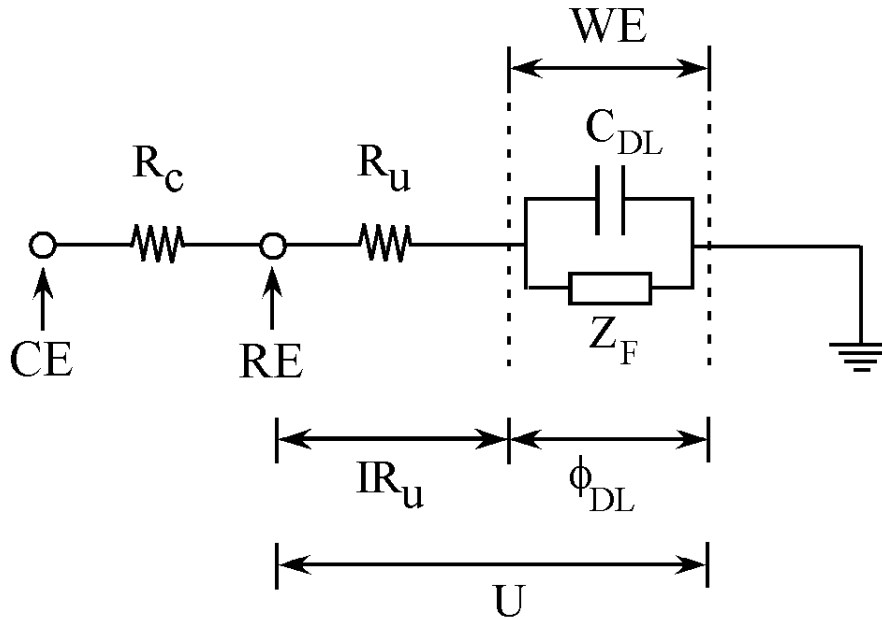 WE
C_DL
R_c
R_u
Z_F
CE
RE
IR_u
ϕ_DL
U